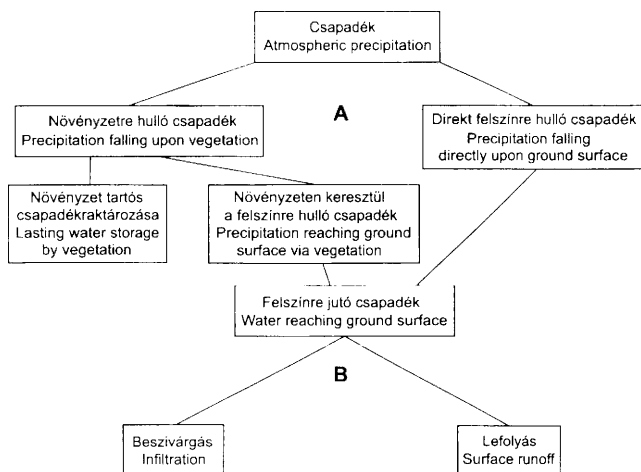 Csapadék
Atmospheric precipitation
A
Növényzetre hulló csapadék
Precipitation falling upon vegetation
Direkt felszínre hulló csapadék
Precipitation falling
directly upon ground surface
Növényzet tartós
csapadékraktározása
Lasting water storage
by vegetation
Növényzeten keresztül
a felszínre hulló csapadék
Precipitation reaching ground
surface via vegetation
Felszínre jutó csapadék
Water reaching ground surface
B
Beszivárgás
Infiltration
Lefolyás
Surface runoff